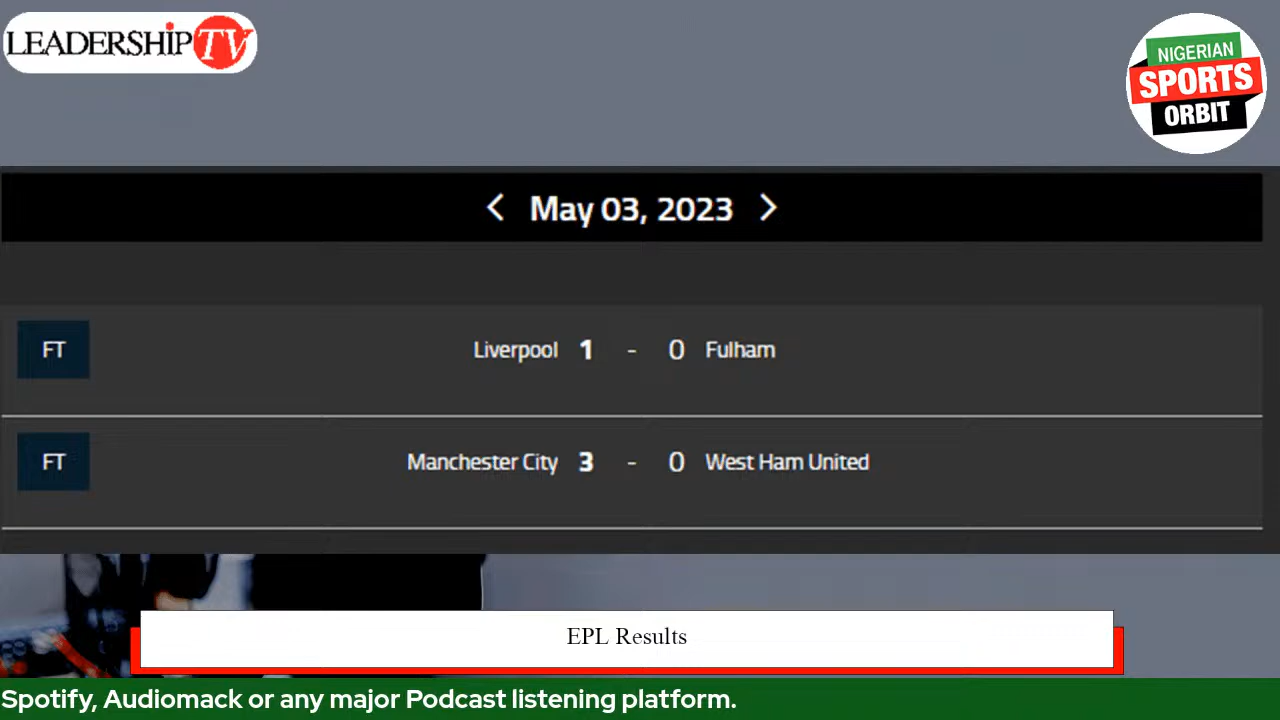 LEADERSHIP TV
NIGERIAN
SPORTS
ORBIT
May 03, 2023
FT Liverpool 1 - 0 Fulham
FT Manchester City 3 - 0 West Ham United
EPL Results
Spotify, Audiomack or any major Podcast listening platform.